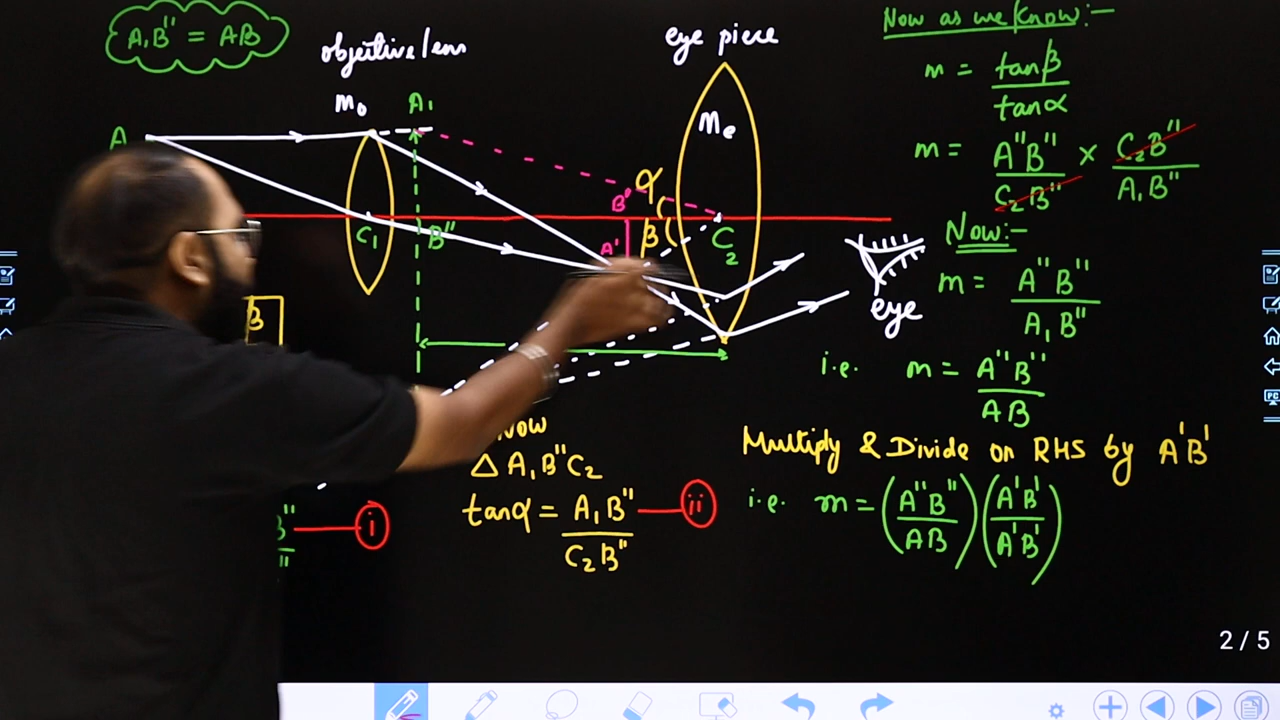 A₁B'' = AB
objective lens
eye piece
M₀
A₁
A
Mₑ
α
B'
β
A'
C₁
B''
C₂
eye
B
Now as we know:-
m = tanβ / tanα
m = A''B'' / C₂B'' × C₂B'' / A₁B''
Now:-
m = A''B'' / A₁B''
i.e. m = A''B'' / AB
Multiply & Divide on RHS by A'B'
i.e. m = (A''B'' / AB) (A'B' / A'B')
Now
△ A₁B''C₂
tanα = A₁B'' / C₂B'' — ii
i
2 / 5
PC